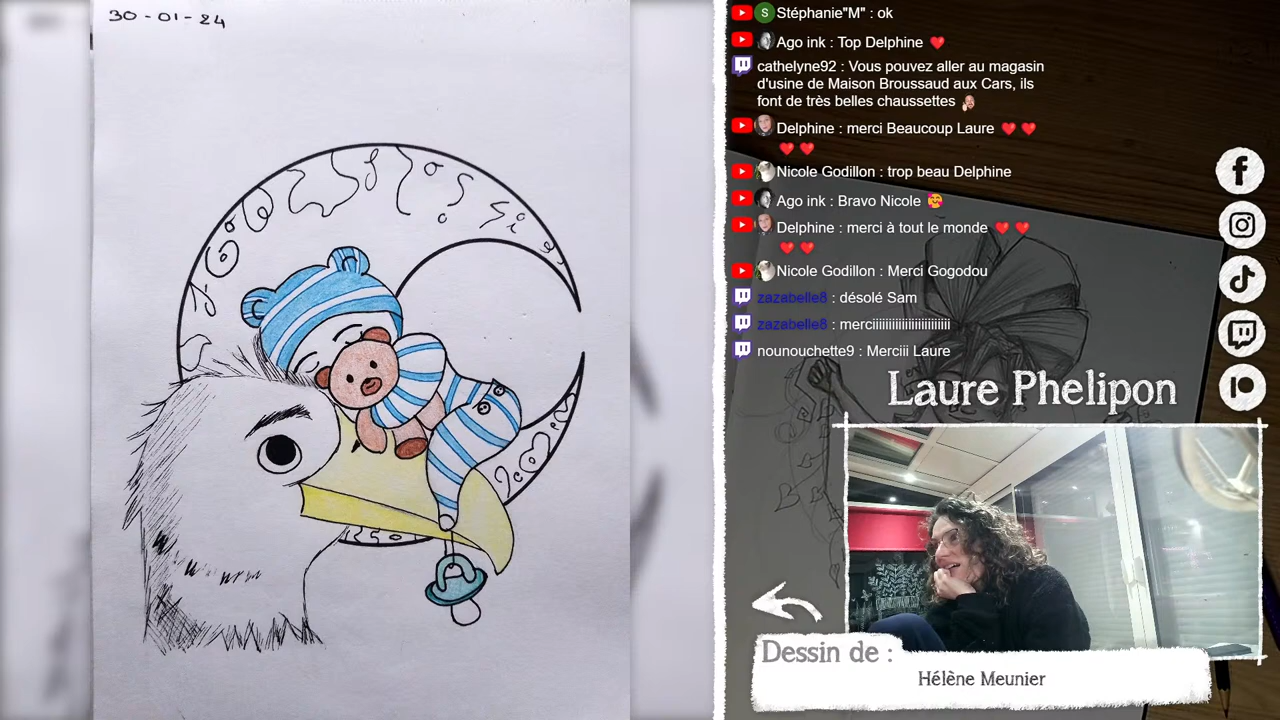 30-01-24
Stéphanie"M" : ok
Ago ink : Top Delphine ❤️
cathelyne92 : Vous pouvez aller au magasin
d'usine de Maison Broussaud aux Cars, ils
font de très belles chaussettes
Delphine : merci Beaucoup Laure ❤️ ❤️
❤️ ❤️
Nicole Godillon : trop beau Delphine
Ago ink : Bravo Nicole 🥰
Delphine : merci à tout le monde ❤️ ❤️
❤️ ❤️
Nicole Godillon : Merci Gogodou
zazabelle8 : désolé Sam
zazabelle8 : merciiiiiiiiiiiiiiiiiiiiiiii
nounouchette9 : Merciii Laure
Laure Phelipon
Dessin de :
Hélène Meunier